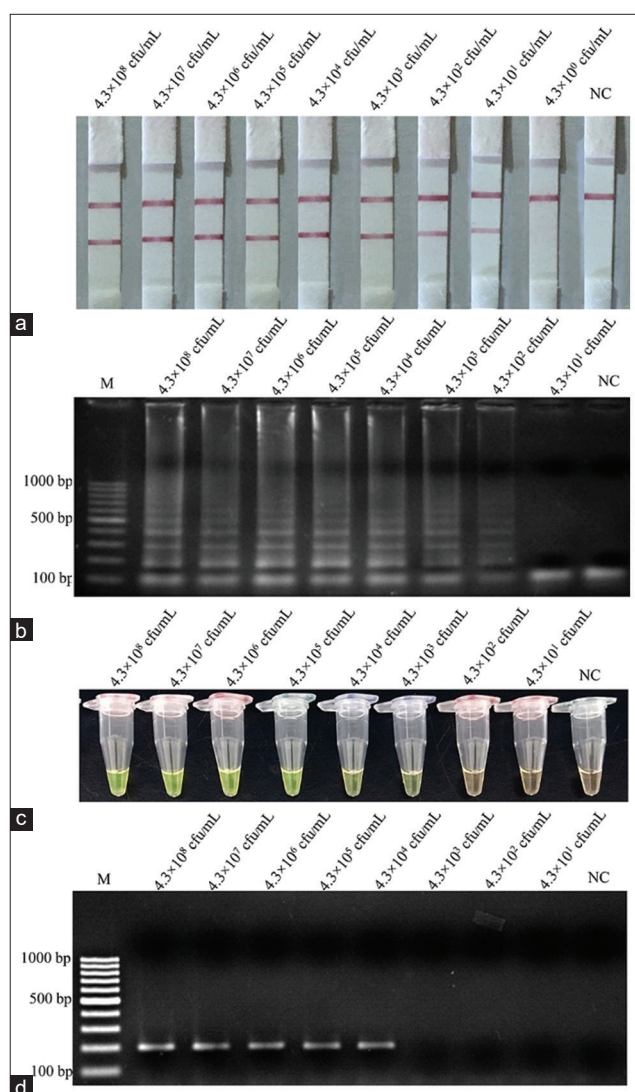 4.3×10⁸ cfu/mL
4.3×10⁷ cfu/mL
4.3×10⁶ cfu/mL
4.3×10⁵ cfu/mL
4.3×10⁴ cfu/mL
4.3×10³ cfu/mL
4.3×10² cfu/mL
4.3×10¹ cfu/mL
4.3×10⁰ cfu/mL
NC
a
M
4.3×10⁸ cfu/mL
4.3×10⁷ cfu/mL
4.3×10⁶ cfu/mL
4.3×10⁵ cfu/mL
4.3×10⁴ cfu/mL
4.3×10³ cfu/mL
4.3×10² cfu/mL
4.3×10¹ cfu/mL
NC
1000 bp
500 bp
100 bp
b
4.3×10⁸ cfu/mL
4.3×10⁷ cfu/mL
4.3×10⁶ cfu/mL
4.3×10⁵ cfu/mL
4.3×10⁴ cfu/mL
4.3×10³ cfu/mL
4.3×10² cfu/mL
4.3×10¹ cfu/mL
NC
c
M
4.3×10⁸ cfu/mL
4.3×10⁷ cfu/mL
4.3×10⁶ cfu/mL
4.3×10⁵ cfu/mL
4.3×10⁴ cfu/mL
4.3×10³ cfu/mL
4.3×10² cfu/mL
4.3×10¹ cfu/mL
NC
1000 bp
500 bp
100 bp
d